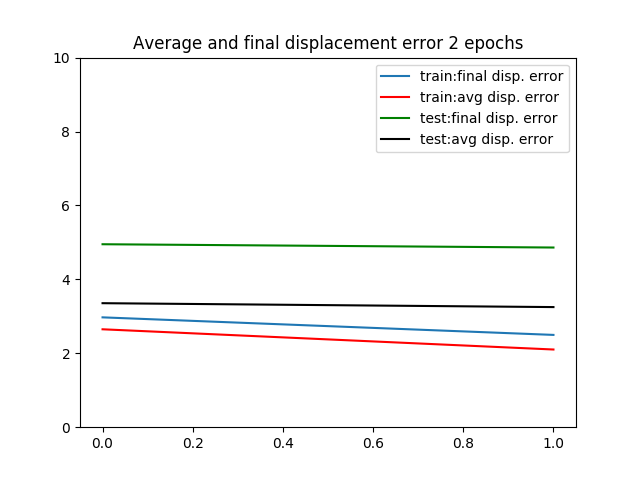 Average and final displacement error 2 epochs
train:final disp. error
train:avg disp. error
test:final disp. error
test:avg disp. error
10
8
6
4
2
0
0.0 0.2 0.4 0.6 0.8 1.0